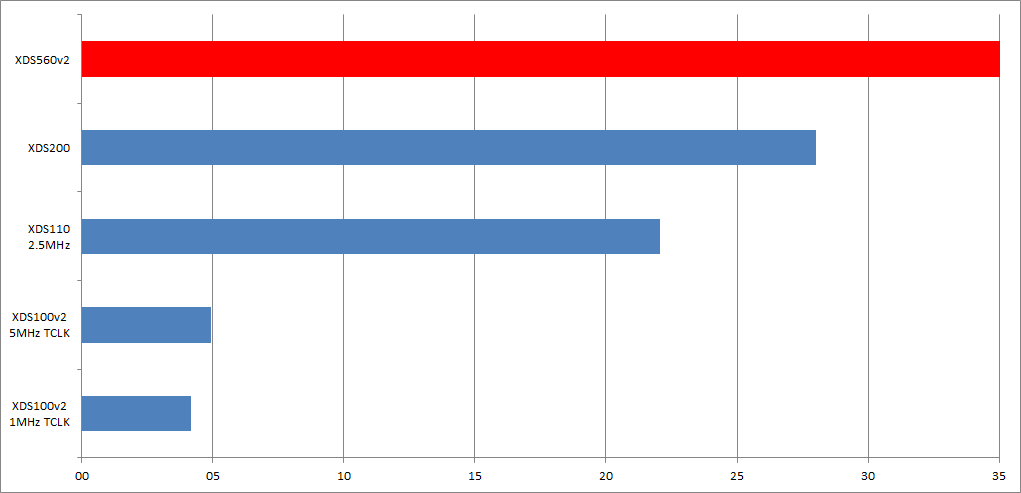 XDS560v2
XDS200
XDS110
2.5MHz
XDS100v2
5MHz TCLK
XDS100v2
1MHz TCLK
00 05 10 15 20 25 30 35